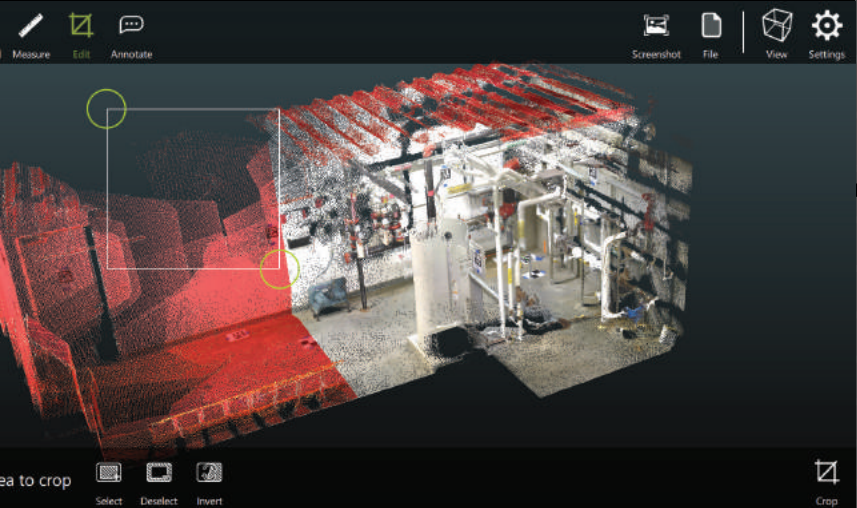 Measure
Edit
Annotate
Screenshot
File
View
Settings
ea to crop
Select
Deselect
Invert
Crop